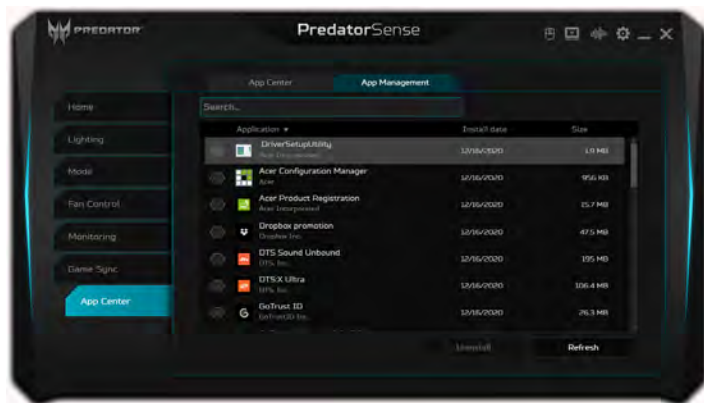 PREDATOR
PredatorSense
App Center App Management
Home
Search...
Application Install date Size
Lighting
DriverSetupUtility 12/16/2020 1.9 MB
Acer Incorporated
Mode
Acer Configuration Manager 12/16/2020 956 KB
Acer
Fan Control
Acer Product Registration 12/16/2020 15.7 MB
Acer Incorporated
Monitoring
Dropbox promotion 12/16/2020 47.5 MB
Dropbox Inc.
DTS Sound Unbound 12/16/2020 195 MB
DTS, Inc.
Game Sync
DTS:X Ultra 12/16/2020 106.4 MB
DTS, Inc.
App Center
GoTrust ID 12/16/2020 26.3 MB
GoTrustID Inc.
Uninstall Refresh